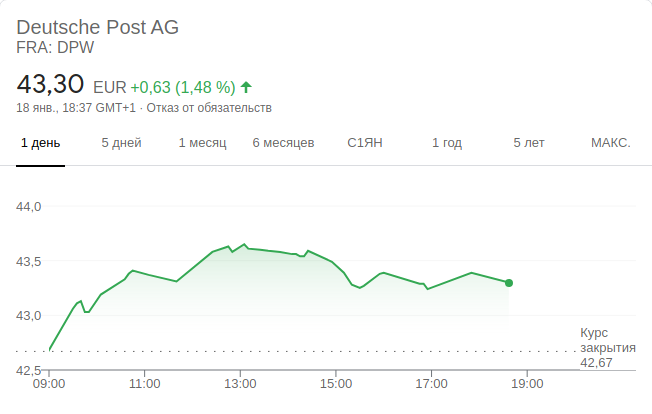 Deutsche Post AG
FRA: DPW
43,30 EUR +0,63 (1,48 %)
18 янв., 18:37 GMT+1 · Отказ от обязательств
1 день 5 дней 1 месяц 6 месяцев С1ЯН 1 год 5 лет МАКС.
44,0
43,5
43,0
Курс
закрытия
42,67
42,5
09:00 11:00 13:00 15:00 17:00 19:00